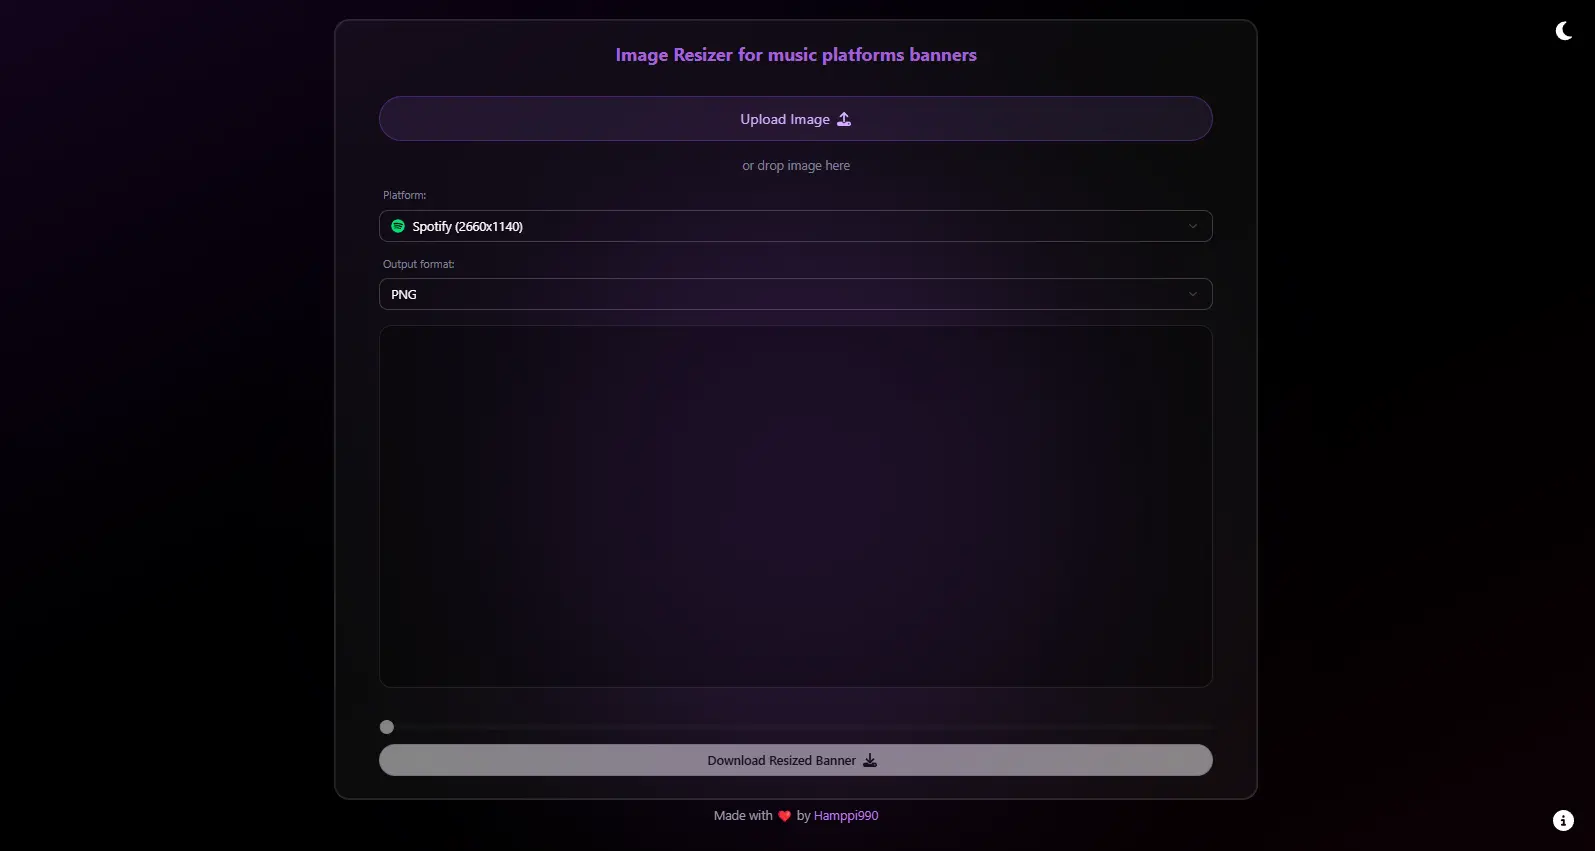 Image Resizer for music platforms banners
Upload Image
or drop image here
Platform:
Spotify (2660x1140)
Output format:
PNG
Download Resized Banner
Made with ❤️ by Hamppi990